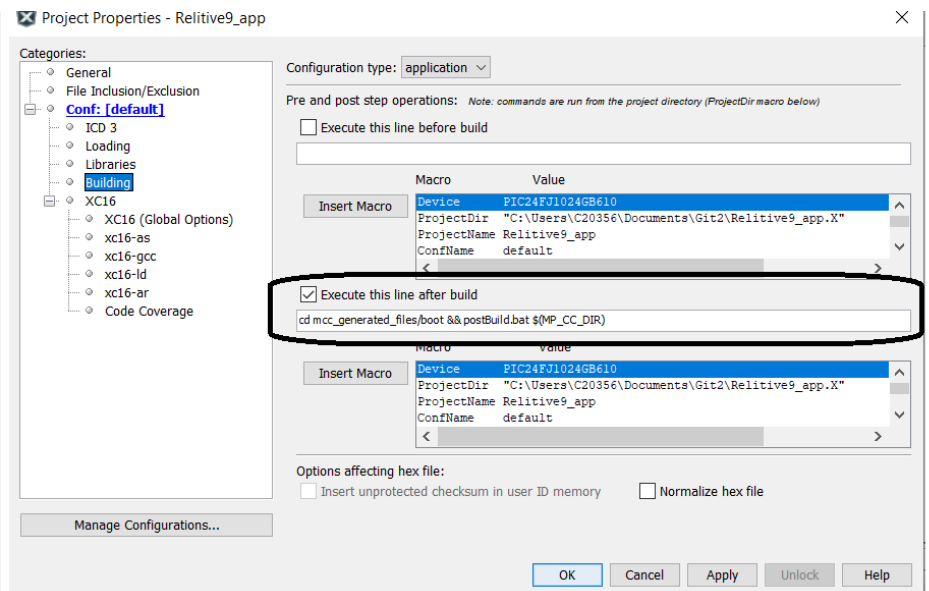 Project Properties - Relitive9_app
Categories:
General
File Inclusion/Exclusion
Conf: [default]
ICD 3
Loading
Libraries
Building
XC16
XC16 (Global Options)
xc16-as
xc16-gcc
xc16-ld
xc16-ar
Code Coverage
Manage Configurations...
Configuration type: application
Pre and post step operations: Note: commands are run from the project directory (ProjectDir macro below)
Execute this line before build
Macro Value
Insert Macro
Device PIC24FJ1024GB610
ProjectDir "C:\Users\C20356\Documents\Git2\Relitive9_app.X"
ProjectName Relitive9_app
ConfName default
Execute this line after build
cd mcc_generated_files/boot && postBuild.bat $(MP_CC_DIR)
Macro Value
Insert Macro
Device PIC24FJ1024GB610
ProjectDir "C:\Users\C20356\Documents\Git2\Relitive9_app.X"
ProjectName Relitive9_app
ConfName default
Options affecting hex file:
Insert unprotected checksum in user ID memory Normalize hex file
OK Cancel Apply Unlock Help